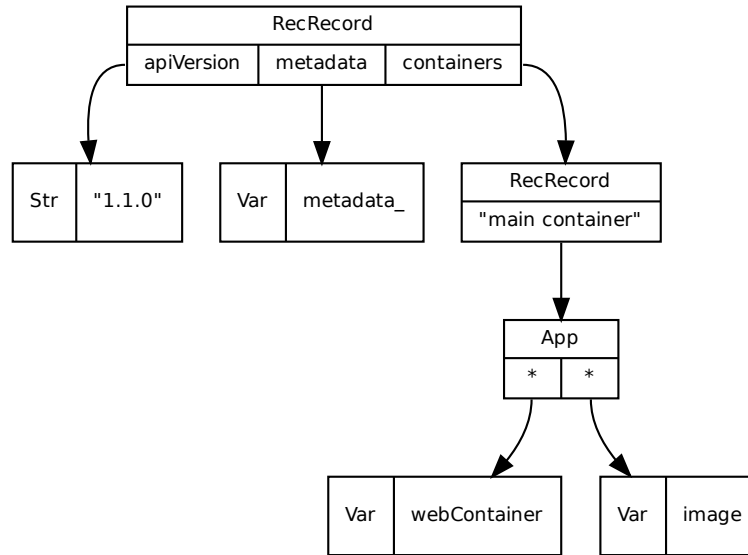 RecRecord
apiVersion metadata containers
Str "1.1.0" Var metadata_ RecRecord
"main container"
App
* *
Var webContainer Var image